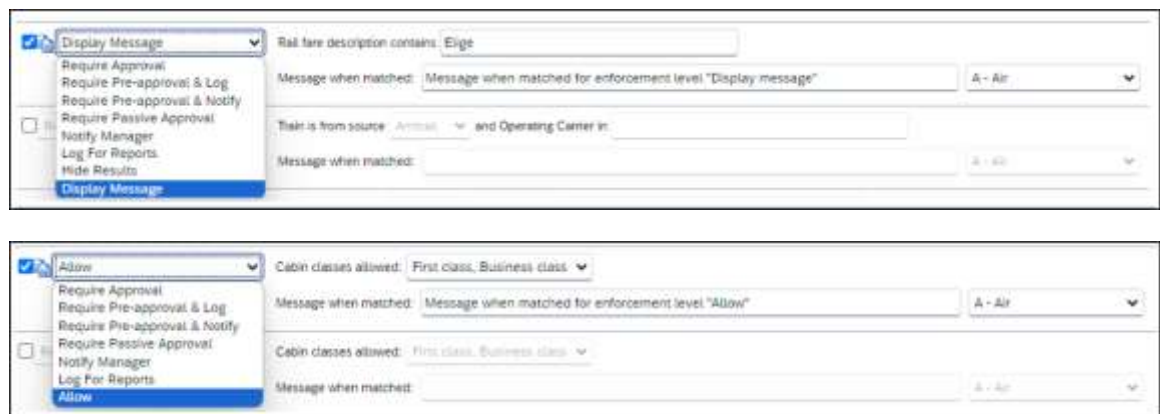 Display Message Rail fare description contains: Elige
Require Approval
Require Pre-approval & Log
Require Pre-approval & Notify
Require Passive Approval
Notify Manager
Log For Reports
Hide Results
Display Message
Message when matched: Message when matched for enforcement level "Display message" A - Air
Train is from source Amtrak and Operating Carrier in:
Message when matched: A - Air
Allow Cabin classes allowed: First class, Business class
Require Approval
Require Pre-approval & Log
Require Pre-approval & Notify
Require Passive Approval
Notify Manager
Log For Reports
Allow
Message when matched: Message when matched for enforcement level "Allow" A - Air
Cabin classes allowed: First class, Business class
Message when matched: A - Air